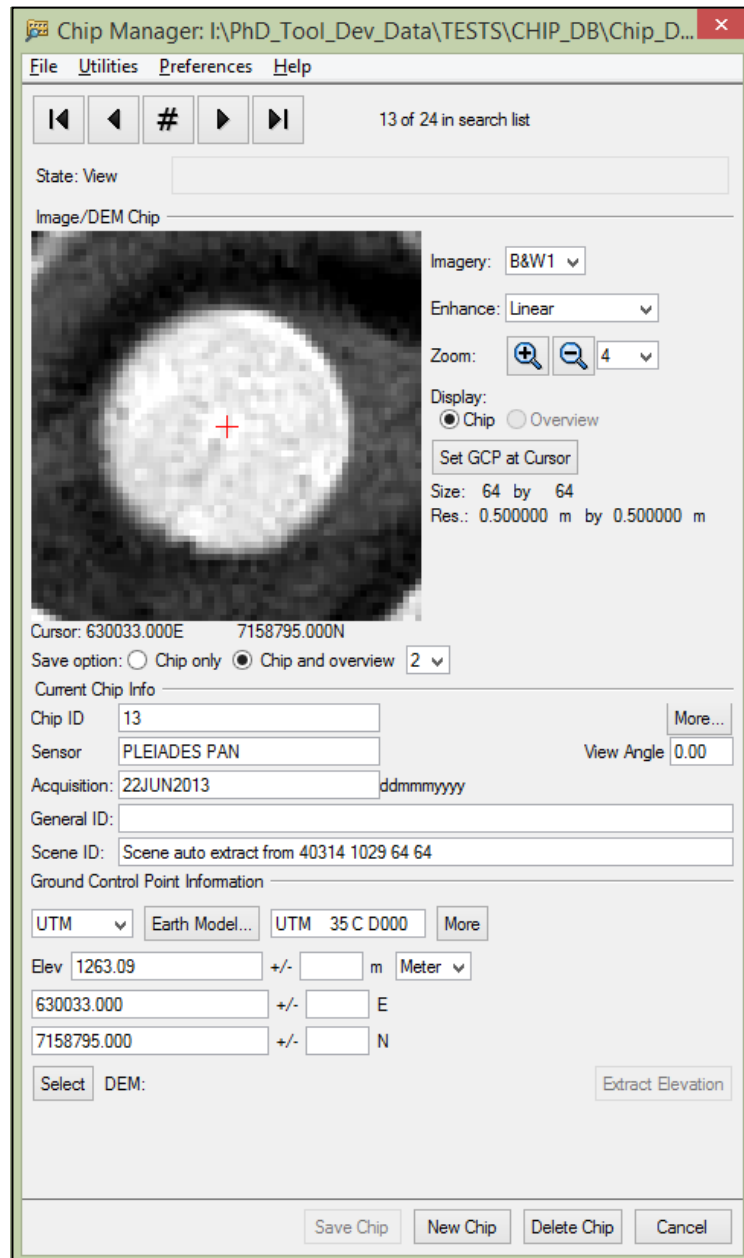 Chip Manager: I:\PhD_Tool_Dev_Data\TESTS\CHIP_DB\Chip_D...
File Utilities Preferences Help
# 13 of 24 in search list
State: View
Image/DEM Chip
Imagery: B&W1
Enhance: Linear
Zoom: 4
Display:
Chip Overview
Set GCP at Cursor
Size: 64 by 64
Res.: 0.500000 m by 0.500000 m
Cursor: 630033.000E 7158795.000N
Save option: Chip only Chip and overview 2
Current Chip Info
Chip ID 13 More...
Sensor PLEIADES PAN View Angle 0.00
Acquisition: 22JUN2013 ddmmmyyyy
General ID:
Scene ID: Scene auto extract from 40314 1029 64 64
Ground Control Point Information
UTM Earth Model... UTM 35 C D000 More
Elev 1263.09 +/- m Meter
630033.000 +/- E
7158795.000 +/- N
Select DEM: Extract Elevation
Save Chip New Chip Delete Chip Cancel